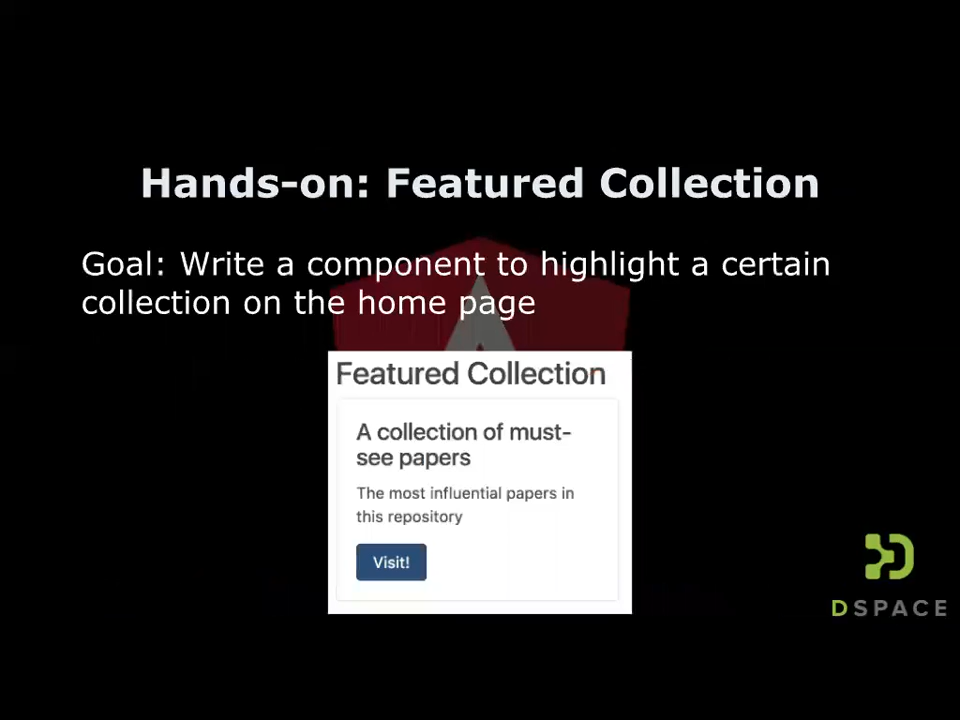 Hands-on: Featured Collection
Goal: Write a component to highlight a certain
collection on the home page
Featured Collection
A collection of must-
see papers
The most influential papers in
this repository
Visit!
DSPACE